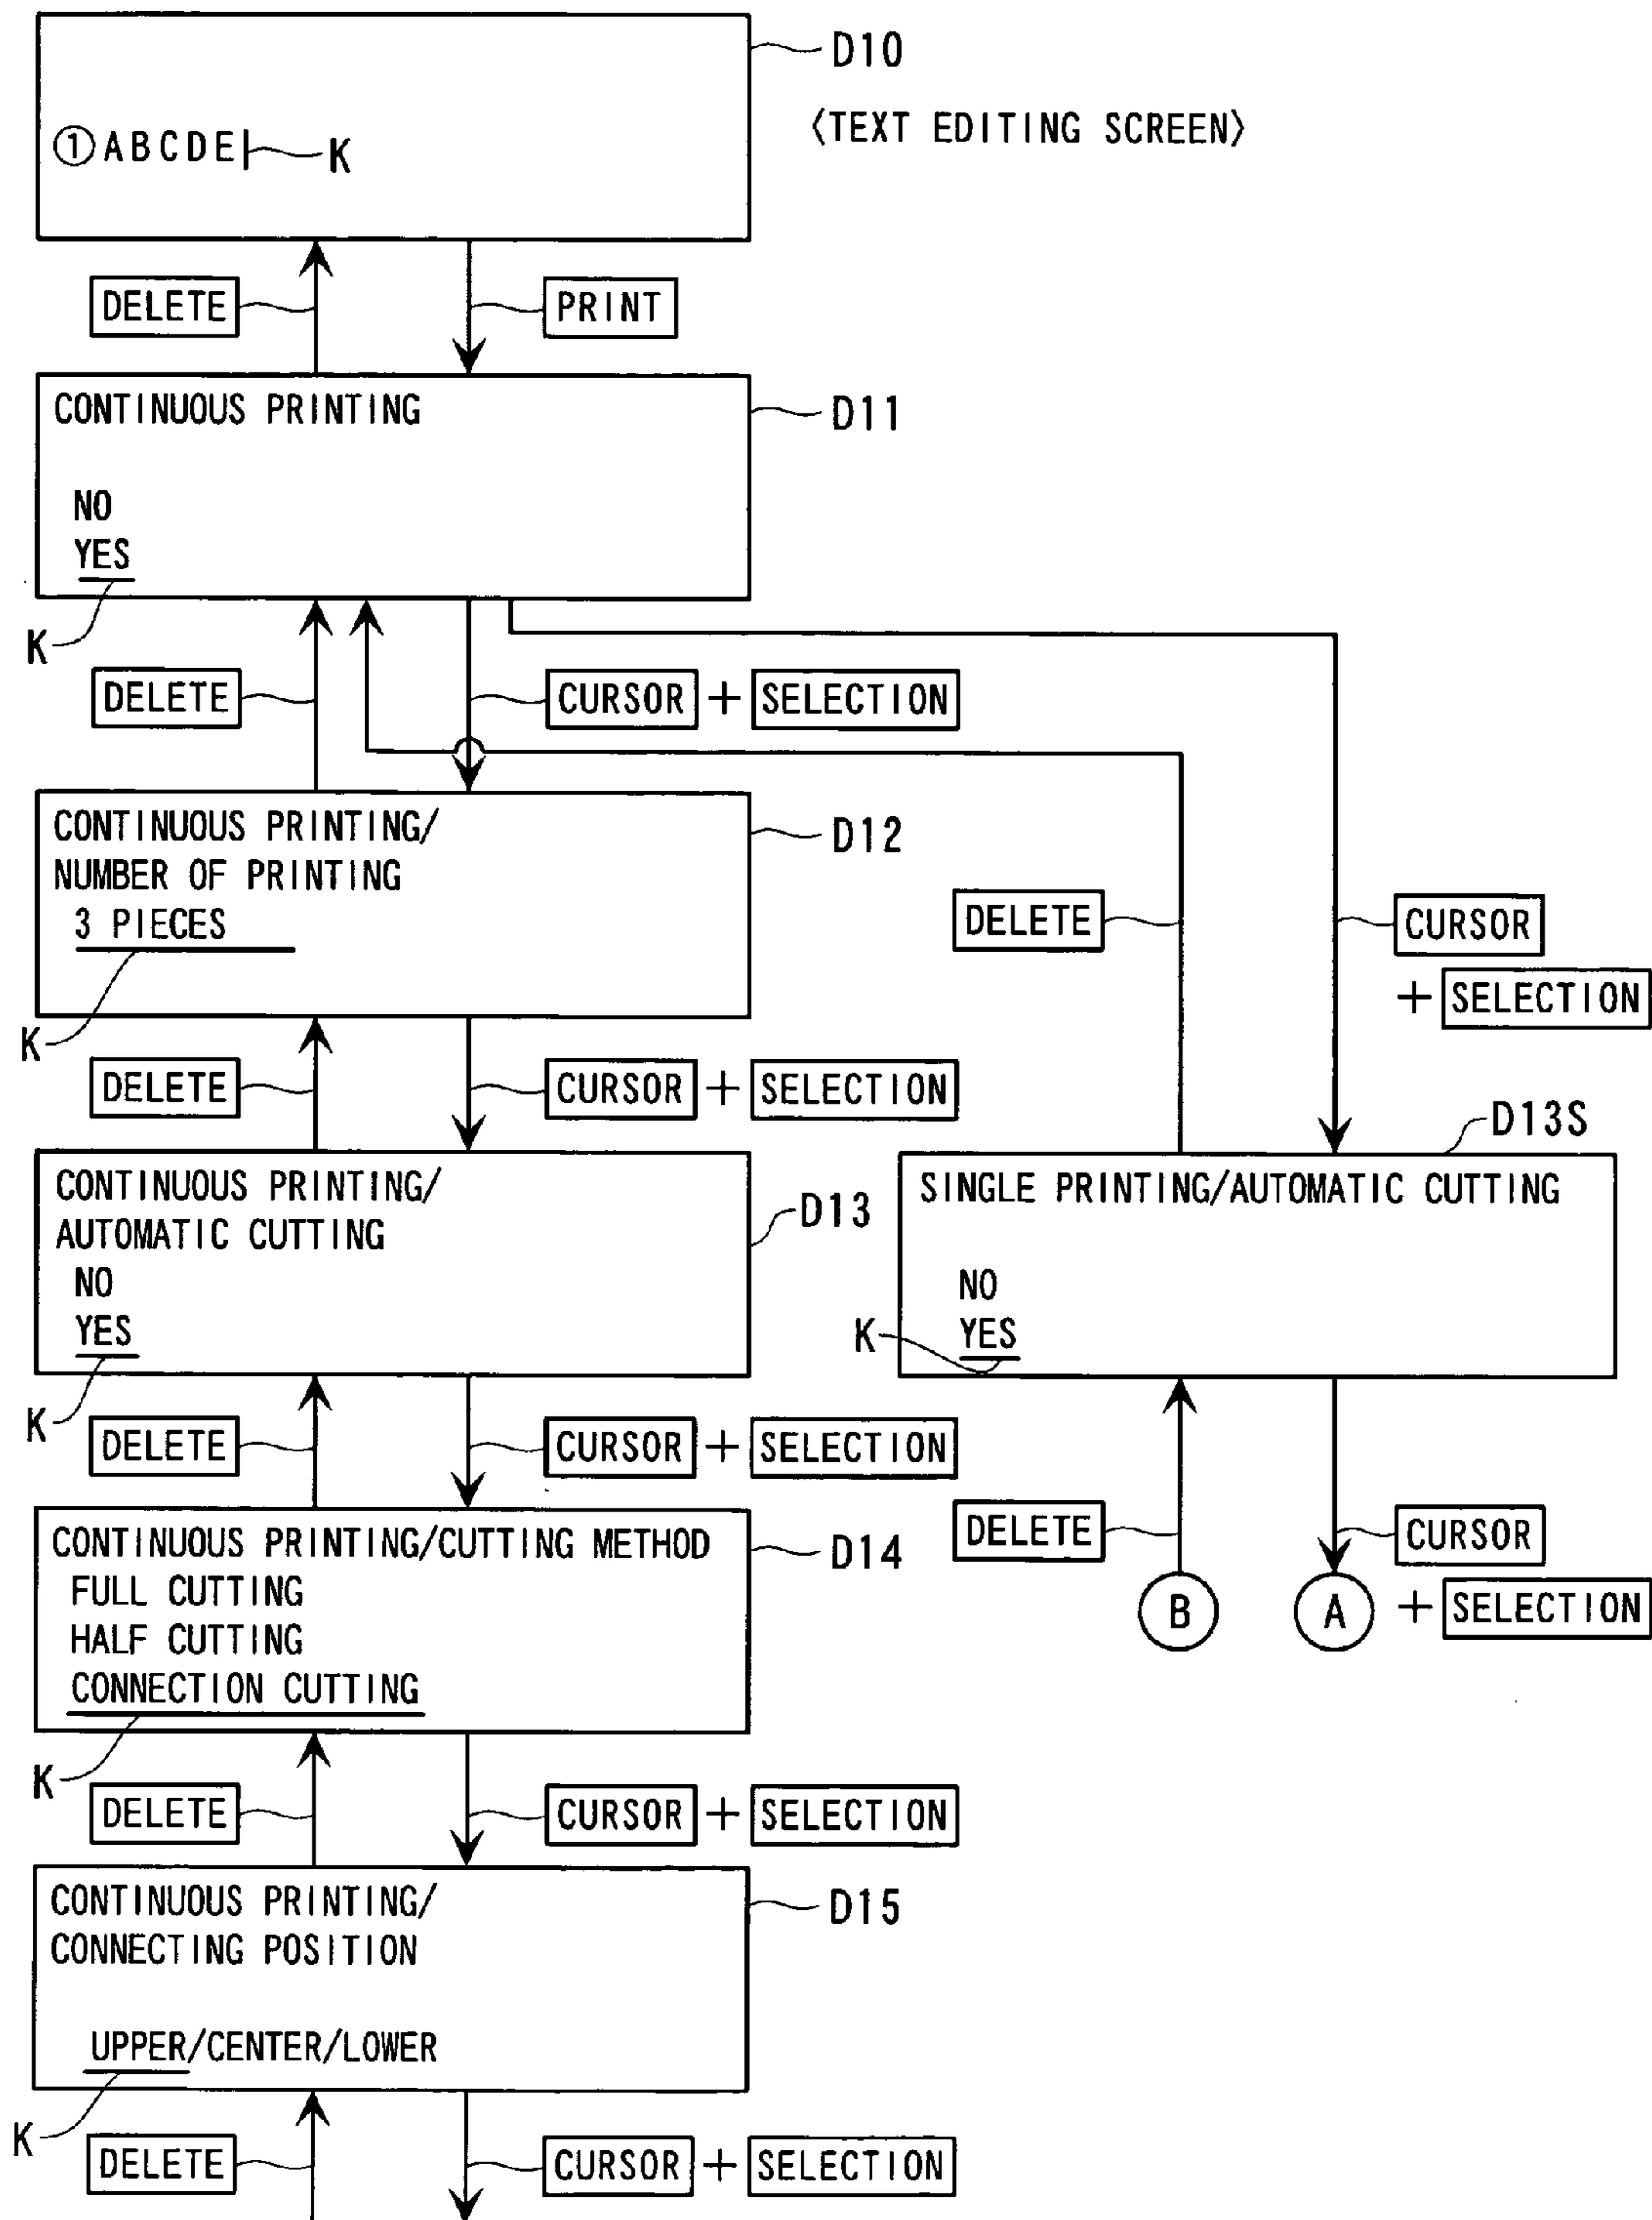 D10
〈TEXT EDITING SCREEN〉
①ABCDE
K
DELETE
PRINT
CONTINUOUS PRINTING
D11
NO
YES
K
DELETE
CURSOR + SELECTION
CONTINUOUS PRINTING/
NUMBER OF PRINTING
3 PIECES
D12
K
DELETE
CURSOR
+ SELECTION
DELETE
CURSOR + SELECTION
CONTINUOUS PRINTING/
AUTOMATIC CUTTING
NO
YES
D13
K
D13S
SINGLE PRINTING/AUTOMATIC CUTTING
NO
YES
K
DELETE
CURSOR + SELECTION
DELETE
CURSOR
+ SELECTION
B
A
CONTINUOUS PRINTING/CUTTING METHOD
FULL CUTTING
HALF CUTTING
CONNECTION CUTTING
D14
K
DELETE
CURSOR + SELECTION
CONTINUOUS PRINTING/
CONNECTING POSITION
UPPER/CENTER/LOWER
D15
K
DELETE
CURSOR + SELECTION